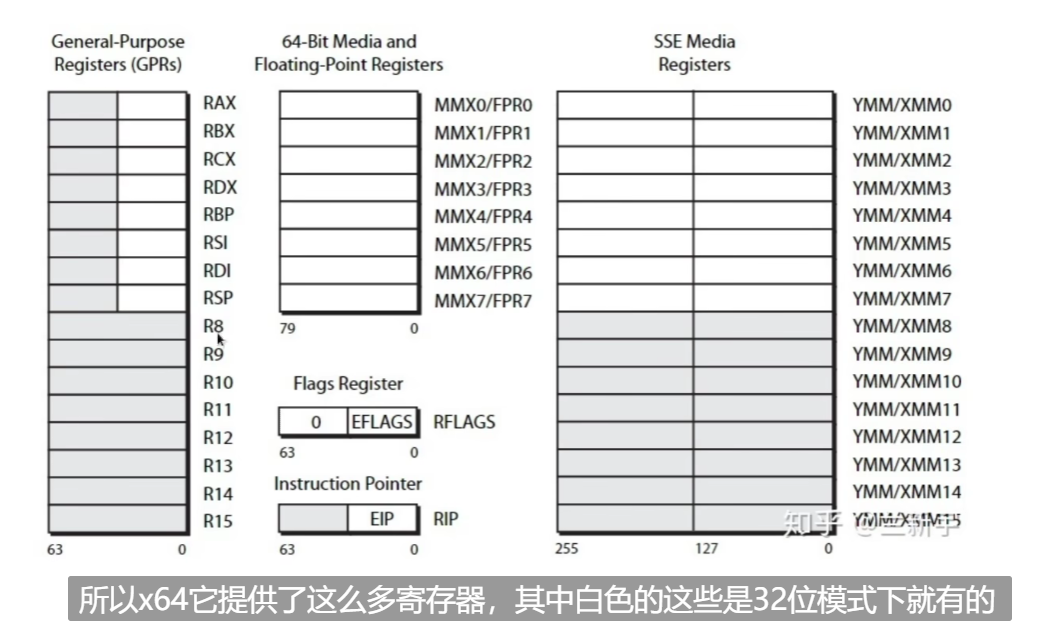 General-Purpose
Registers (GPRs)
64-Bit Media and
Floating-Point Registers
SSE Media
Registers
RAX
RBX
RCX
RDX
RBP
RSI
RDI
RSP
R8
R9
R10
R11
R12
R13
R14
R15
63 0
MMX0/FPR0
MMX1/FPR1
MMX2/FPR2
MMX3/FPR3
MMX4/FPR4
MMX5/FPR5
MMX6/FPR6
MMX7/FPR7
79 0
Flags Register
0 EFLAGS RFLAGS
63 0
Instruction Pointer
EIP RIP
63 0
YMM/XMM0
YMM/XMM1
YMM/XMM2
YMM/XMM3
YMM/XMM4
YMM/XMM5
YMM/XMM6
YMM/XMM7
YMM/XMM8
YMM/XMM9
YMM/XMM10
YMM/XMM11
YMM/XMM12
YMM/XMM13
YMM/XMM14
YMM/XMM15
255 127 0
知乎
所以x64它提供了这么多寄存器，其中白色的这些是32位模式下就有的